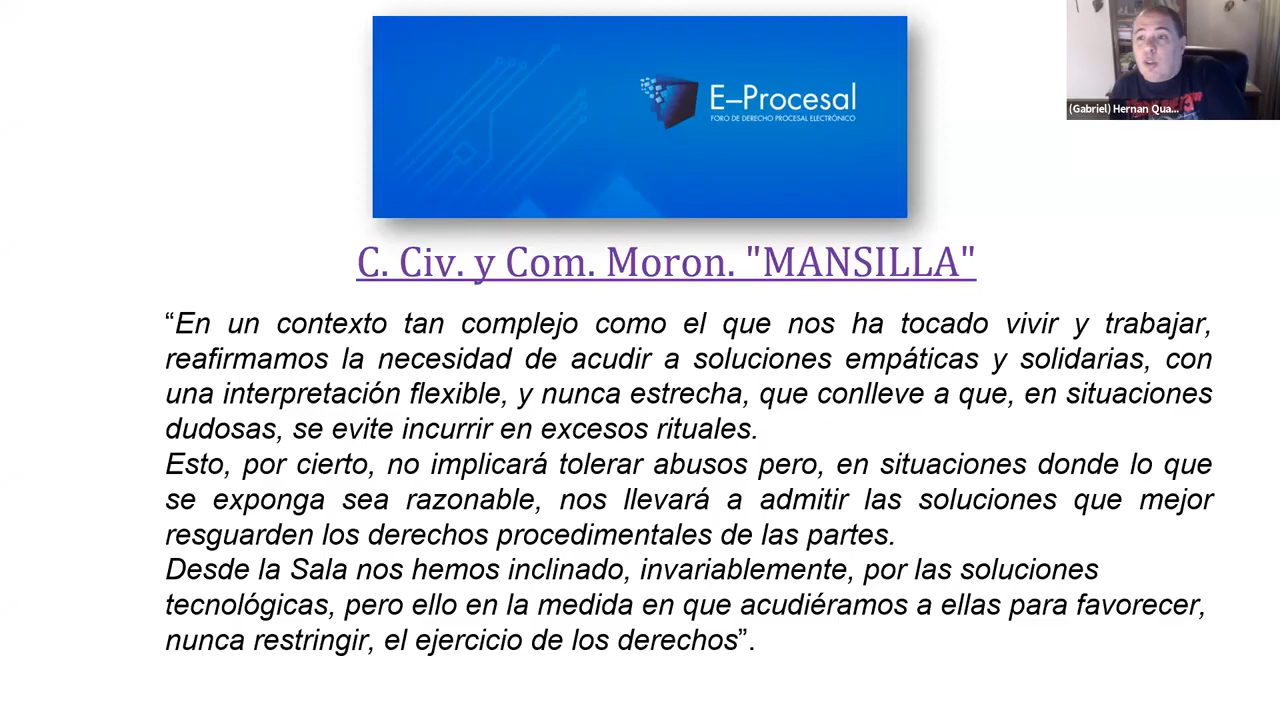 E–Procesal
FORO DE DERECHO PROCESAL ELECTRÓNICO
(Gabriel) Hernan Qua...
C. Civ. y Com. Moron. "MANSILLA"
“En un contexto tan complejo como el que nos ha tocado vivir y trabajar,
reafirmamos la necesidad de acudir a soluciones empáticas y solidarias, con
una interpretación flexible, y nunca estrecha, que conlleve a que, en situaciones
dudosas, se evite incurrir en excesos rituales.
Esto, por cierto, no implicará tolerar abusos pero, en situaciones donde lo que
se exponga sea razonable, nos llevará a admitir las soluciones que mejor
resguarden los derechos procedimentales de las partes.
Desde la Sala nos hemos inclinado, invariablemente, por las soluciones
tecnológicas, pero ello en la medida en que acudiéramos a ellas para favorecer,
nunca restringir, el ejercicio de los derechos”.